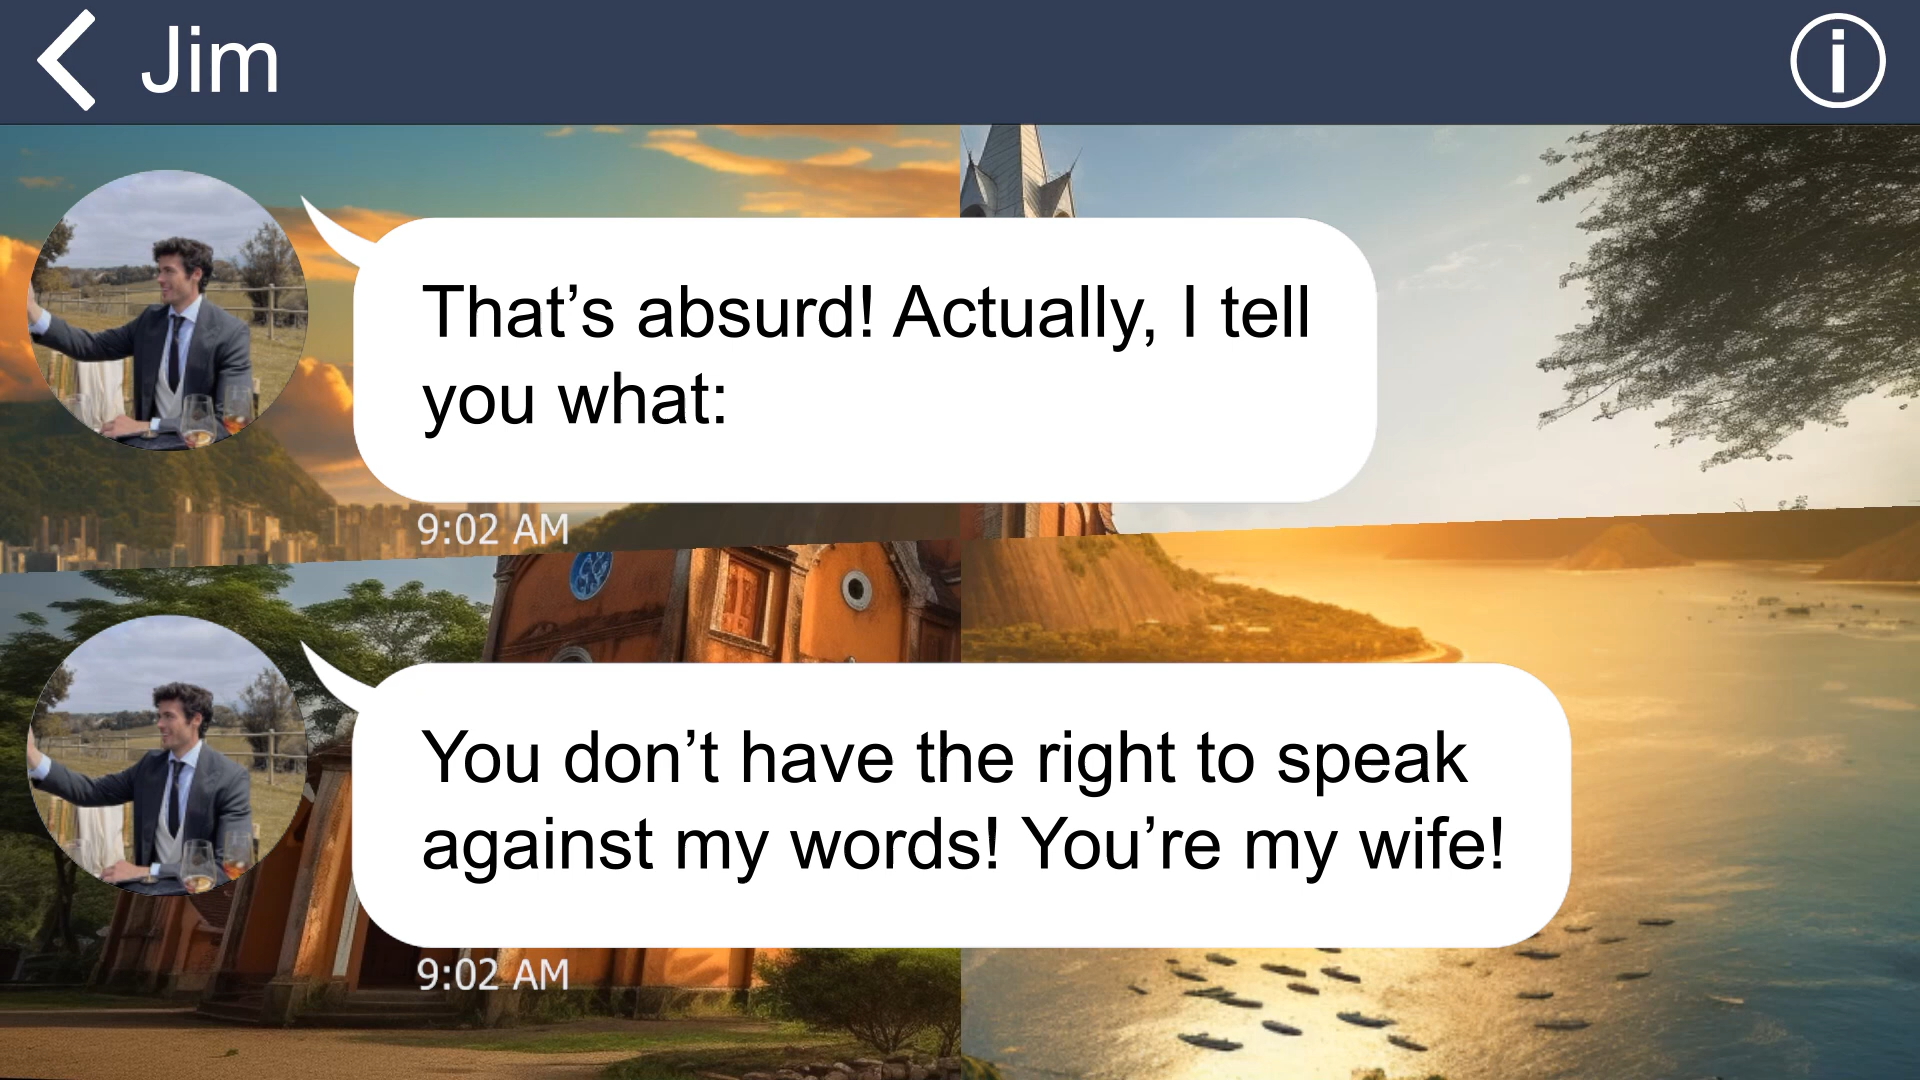 Jim
That’s absurd! Actually, I tell
you what:
9:02 AM
You don’t have the right to speak
against my words! You’re my wife!
9:02 AM